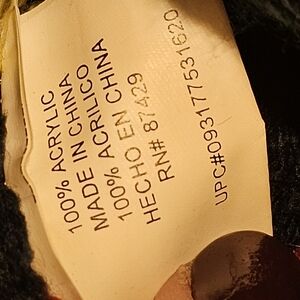 100% ACRYLIC
MADE IN CHINA
100% ACRILICO
HECHO EN CHINA
RN# 87429
UPC#093177531620